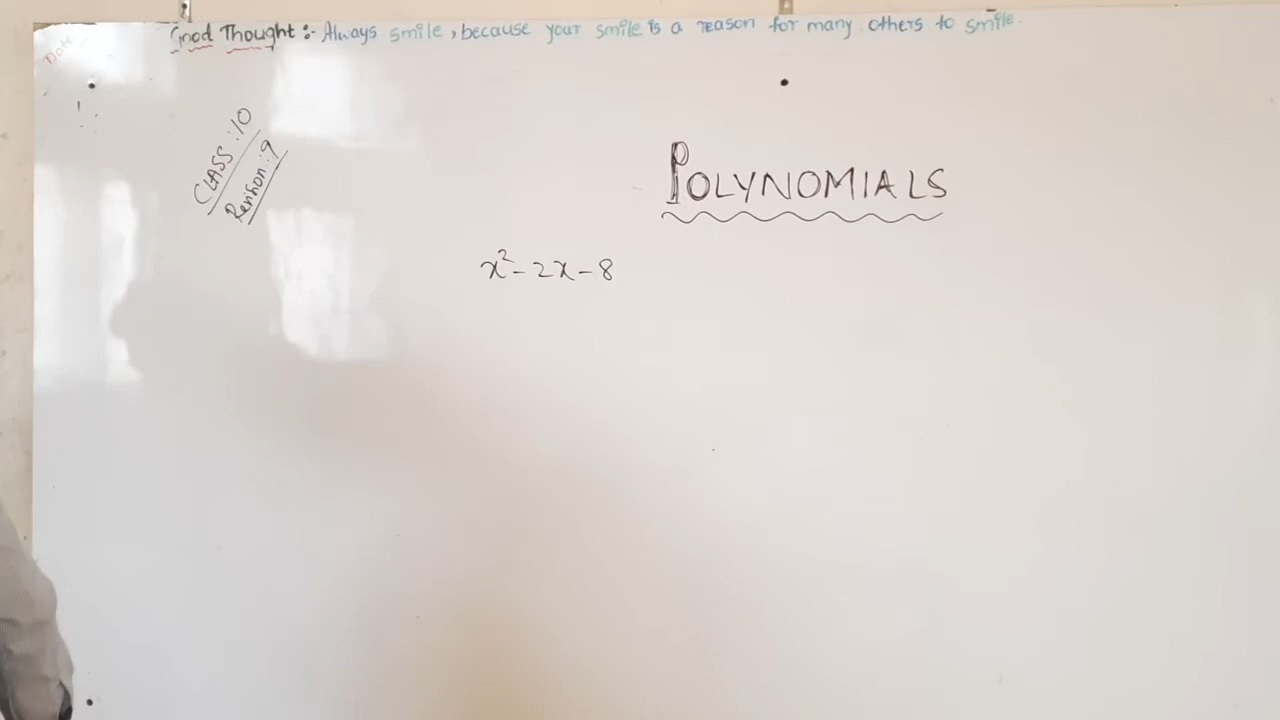 Good Thought :- Always smile, because your smile is a reason for many others to smile.
Date
CLASS : 10
Revision : 9
POLYNOMIALS
x² - 2x - 8